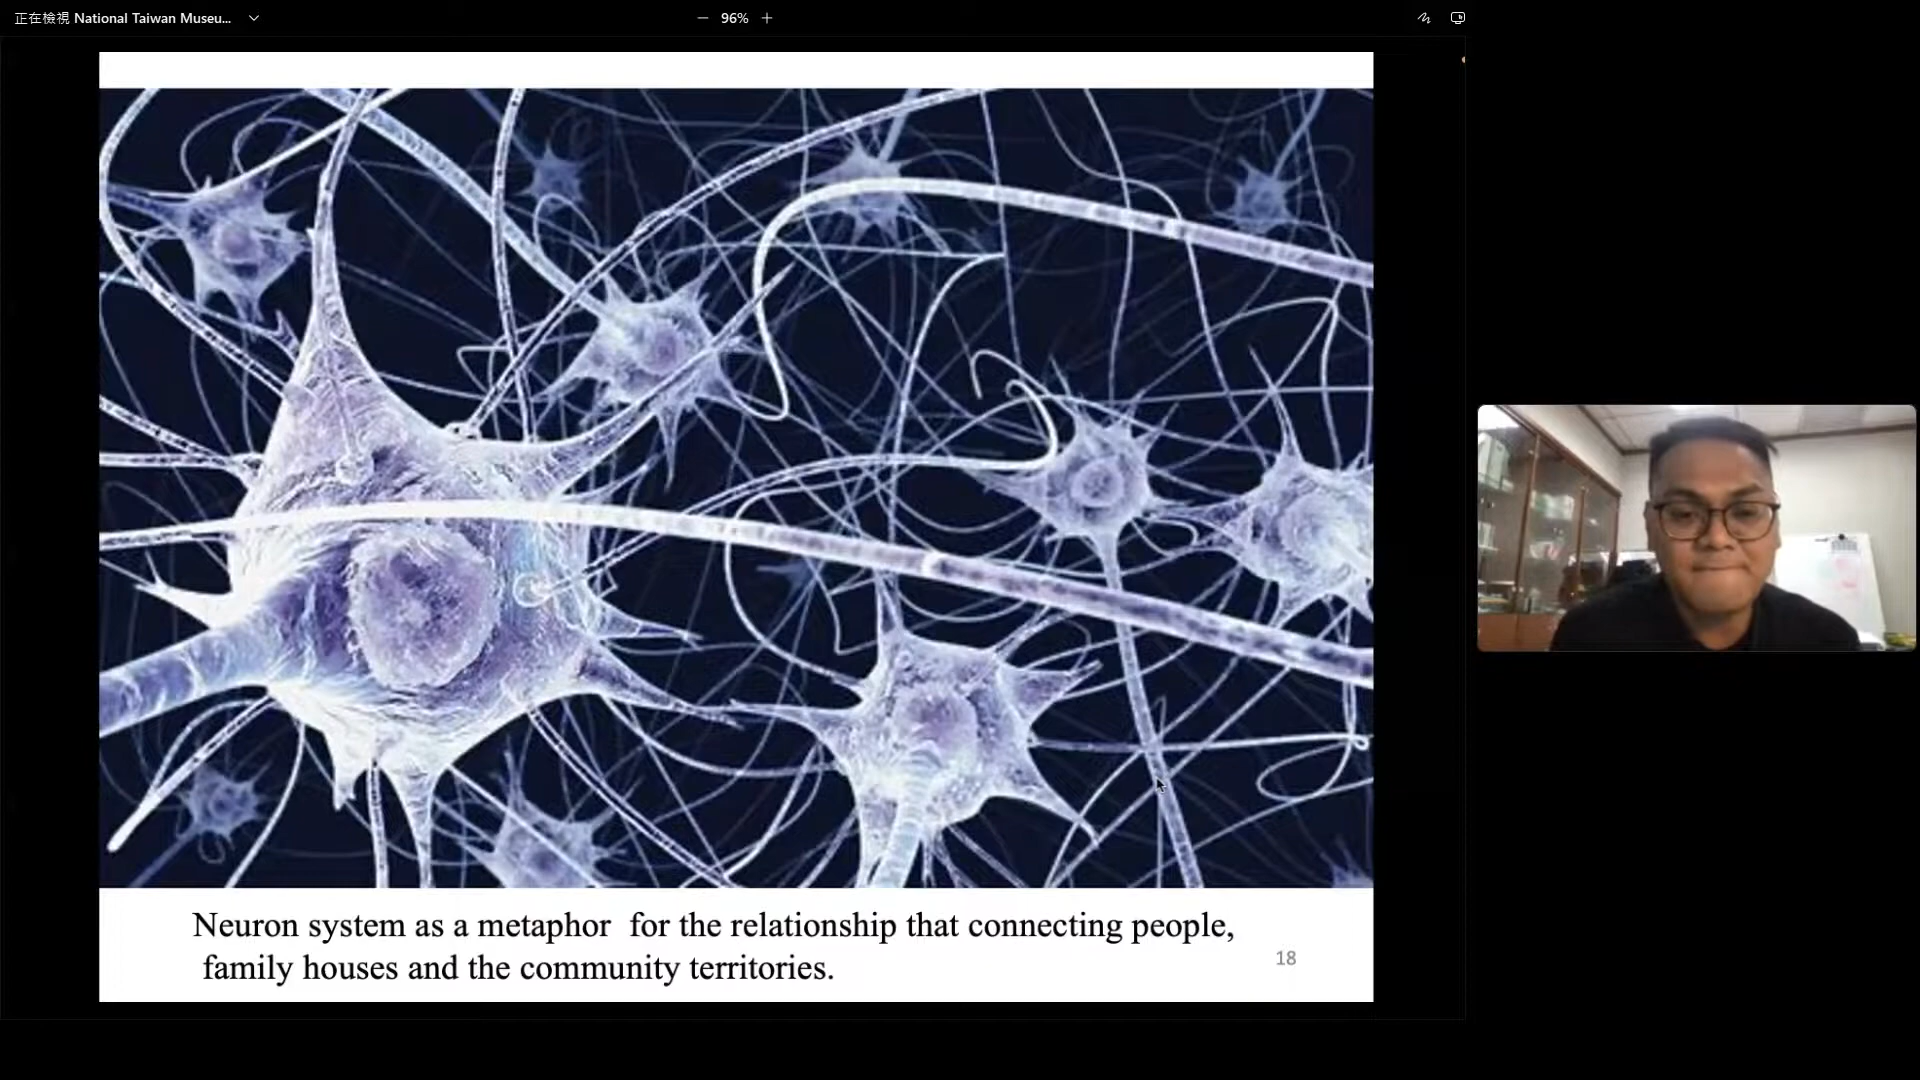 正在檢視 National Taiwan Museu...
96%
Neuron system as a metaphor for the relationship that connecting people,
family houses and the community territories.
18